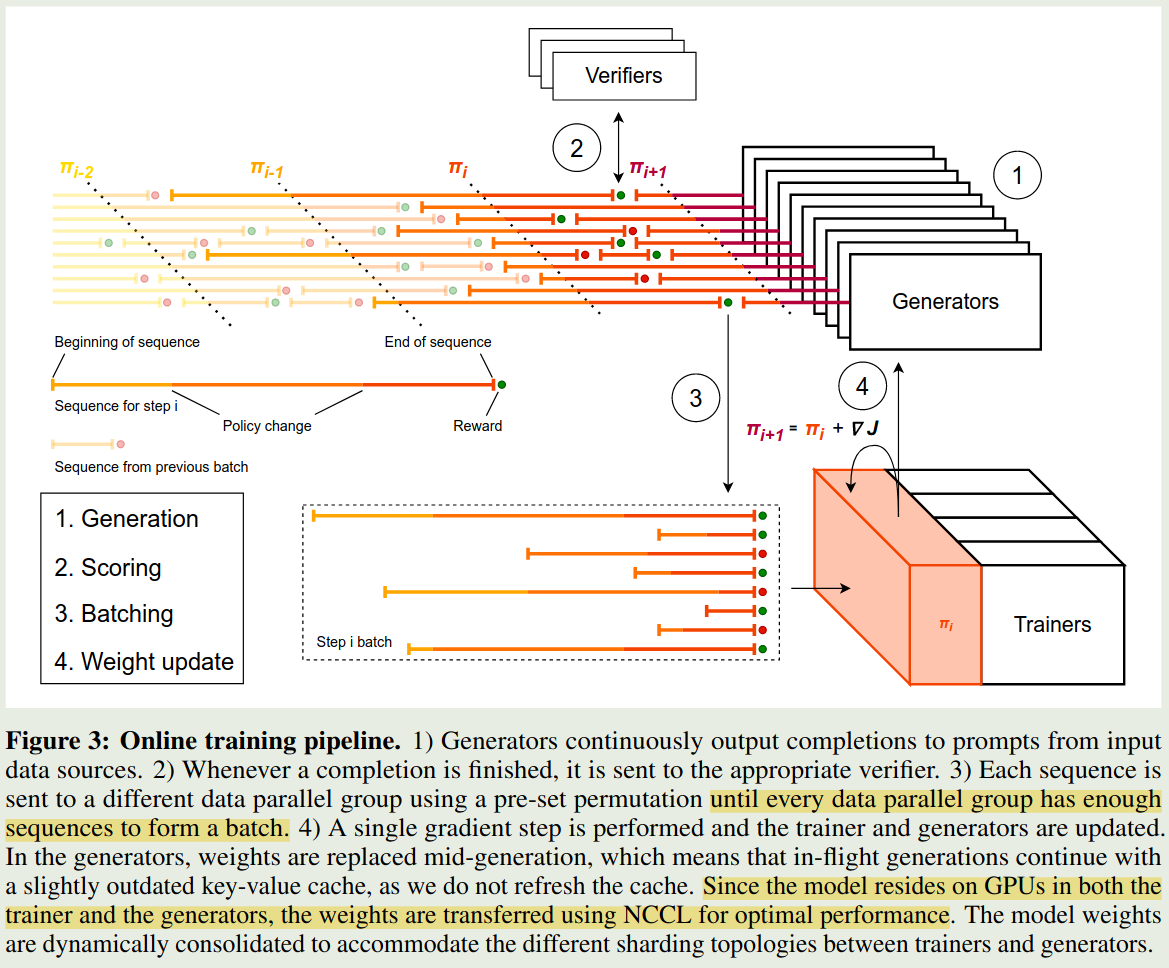 Verifiers
2
1
π i-2
π i-1
π i
π i+1
Generators
Beginning of sequence
End of sequence
Sequence for step i
Policy change
Reward
Sequence from previous batch
3
4
π i+1 = π i + ∇ J
1. Generation
2. Scoring
3. Batching
4. Weight update
Step i batch
π i
Trainers
Figure 3: Online training pipeline. 1) Generators continuously output completions to prompts from input
data sources. 2) Whenever a completion is finished, it is sent to the appropriate verifier. 3) Each sequence is
sent to a different data parallel group using a pre-set permutation until every data parallel group has enough
sequences to form a batch. 4) A single gradient step is performed and the trainer and generators are updated.
In the generators, weights are replaced mid-generation, which means that in-flight generations continue with
a slightly outdated key-value cache, as we do not refresh the cache. Since the model resides on GPUs in both the
trainer and the generators, the weights are transferred using NCCL for optimal performance. The model weights
are dynamically consolidated to accommodate the different sharding topologies between trainers and generators.